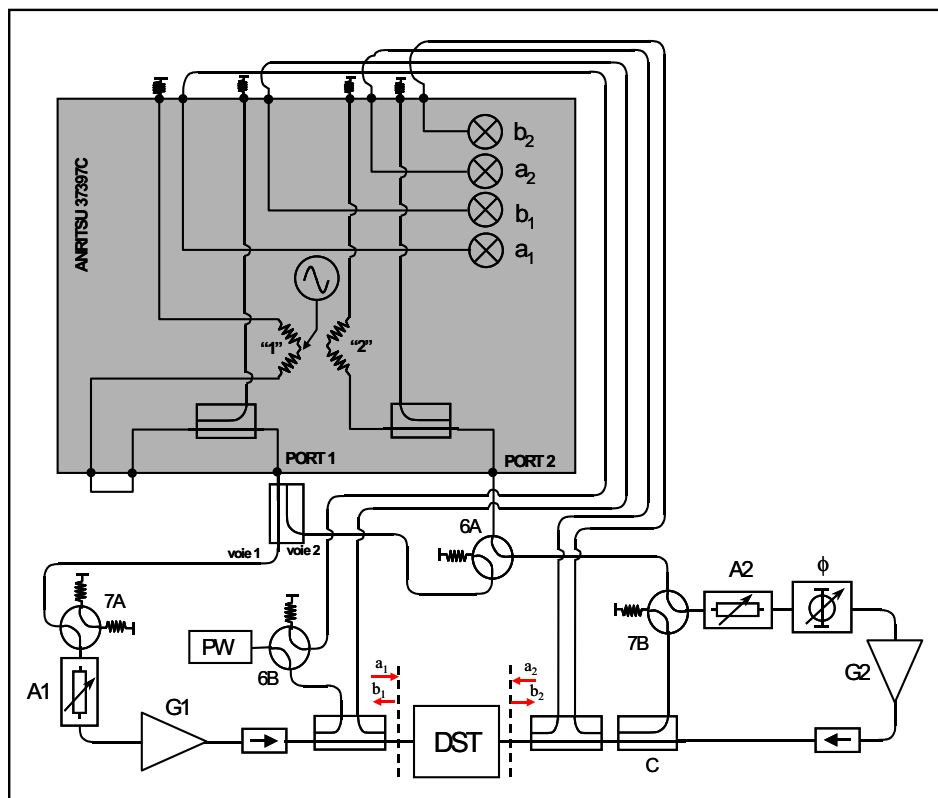 b2
a2
b1
a1
ANRITSU 37397C
"1"
"2"
PORT 1
PORT 2
voie 1
voie 2
6A
7A
PW
6B
A1
G1
a1
b1
DST
a2
b2
C
7B
A2
ϕ
G2